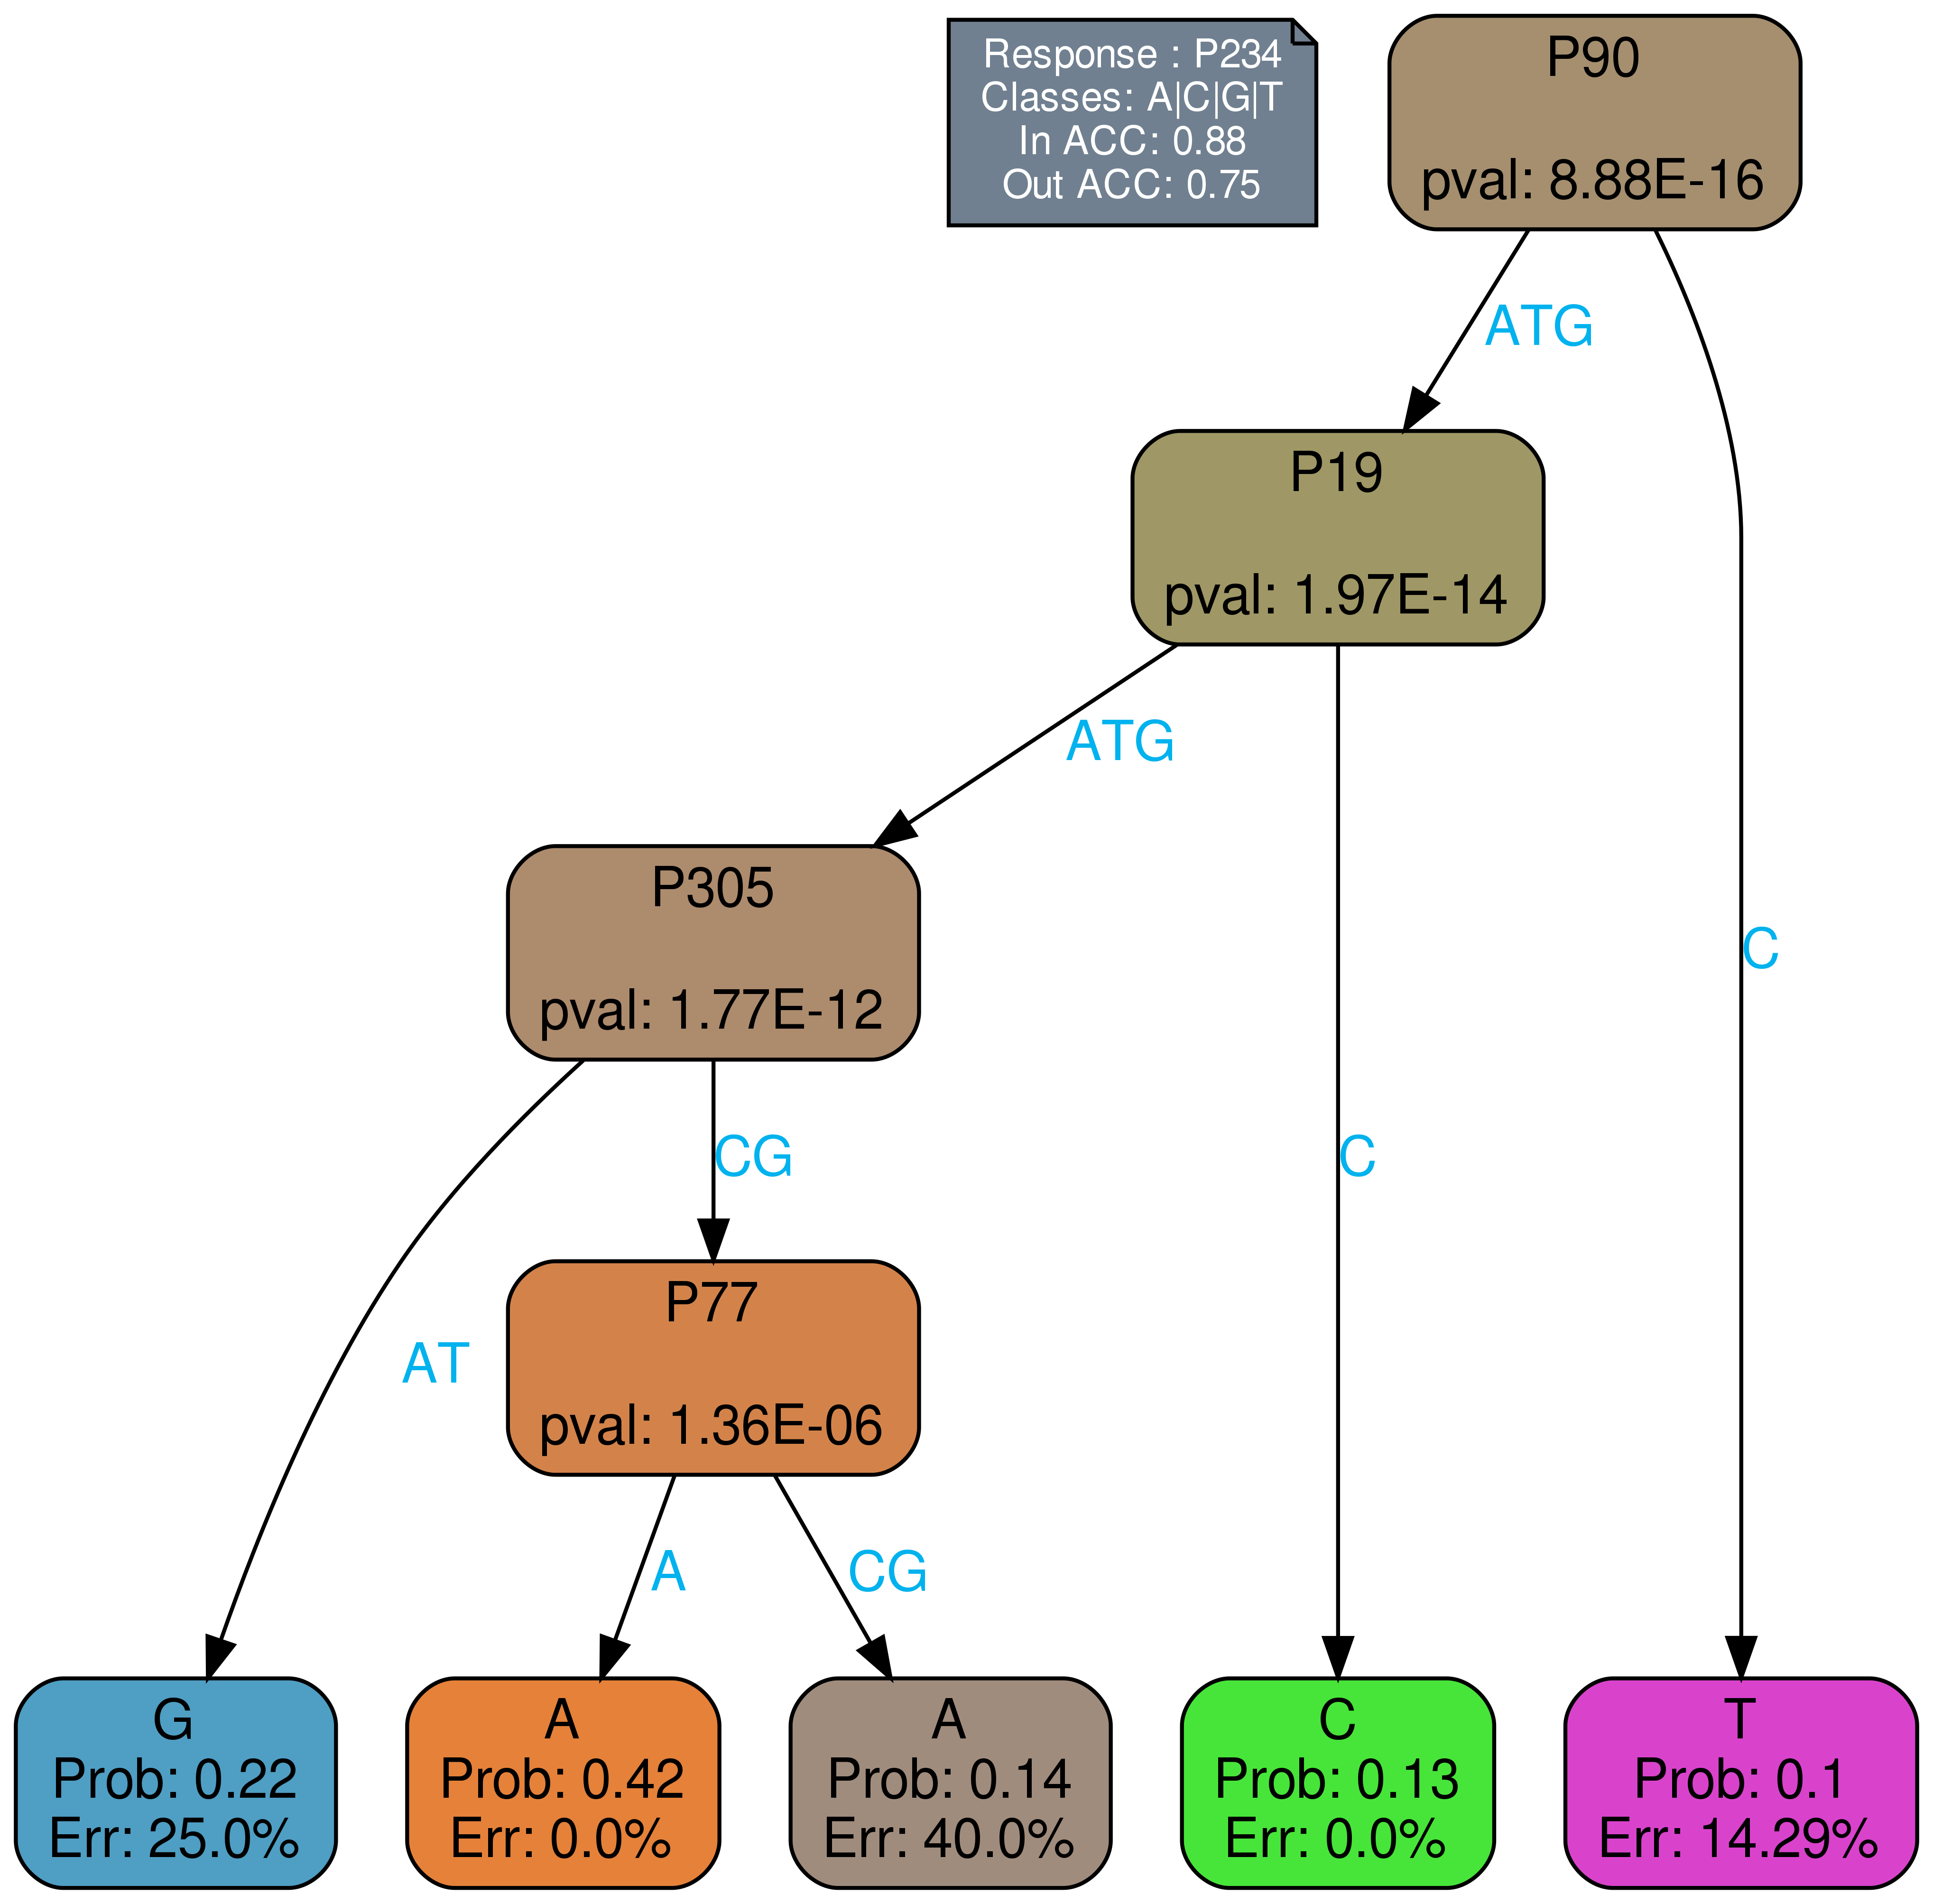 Response : P234
Classes: A|C|G|T
In ACC: 0.88
Out ACC: 0.75
P90
pval: 8.88E-16
ATG
C
P19
pval: 1.97E-14
ATG
C
P305
pval: 1.77E-12
AT
CG
P77
pval: 1.36E-06
A
CG
G
Prob: 0.22
Err: 25.0%
A
Prob: 0.42
Err: 0.0%
A
Prob: 0.14
Err: 40.0%
C
Prob: 0.13
Err: 0.0%
T
Prob: 0.1
Err: 14.29%